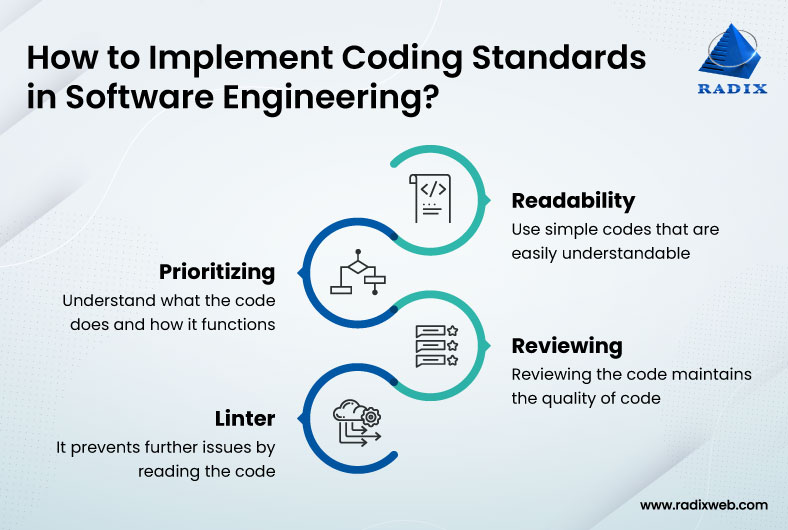 How to Implement Coding Standards
in Software Engineering?
RADIX
</>
Readability
Use simple codes that are
easily understandable
Prioritizing
Understand what the code
does and how it functions
Reviewing
Reviewing the code maintains
the quality of code
Linter
It prevents further issues by
reading the code
www.radixweb.com